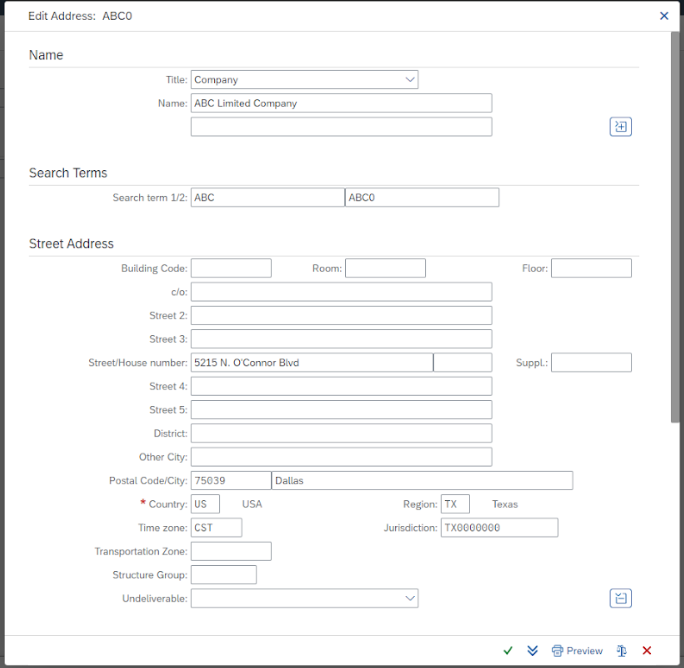 Edit Address: ABC0
Name
Title: Company
Name: ABC Limited Company
Search Terms
Search term 1/2: ABC ABC0
Street Address
Building Code: Room: Floor:
c/o:
Street 2:
Street 3:
Street/House number: 5215 N. O'Connor Blvd Suppl.:
Street 4:
Street 5:
District:
Other City:
Postal Code/City: 75039 Dallas
* Country: US USA Region: TX Texas
Time zone: CST Jurisdiction: TX0000000
Transportation Zone:
Structure Group:
Undeliverable:
Preview